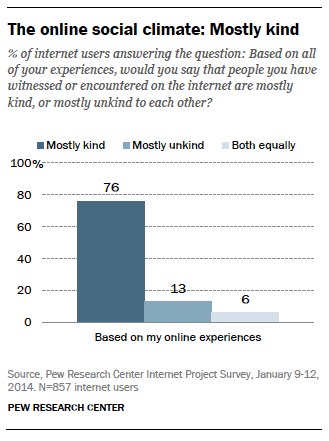 The online social climate: Mostly kind
% of internet users answering the question: Based on all
of your experiences, would you say that people you have
witnessed or encountered on the internet are mostly
kind, or mostly unkind to each other?
Mostly kind Mostly unkind Both equally
100%
80
60
40
20
0
76
13
6
Based on my online experiences
Source, Pew Research Center Internet Project Survey, January 9-12,
2014. N=857 internet users
PEW RESEARCH CENTER